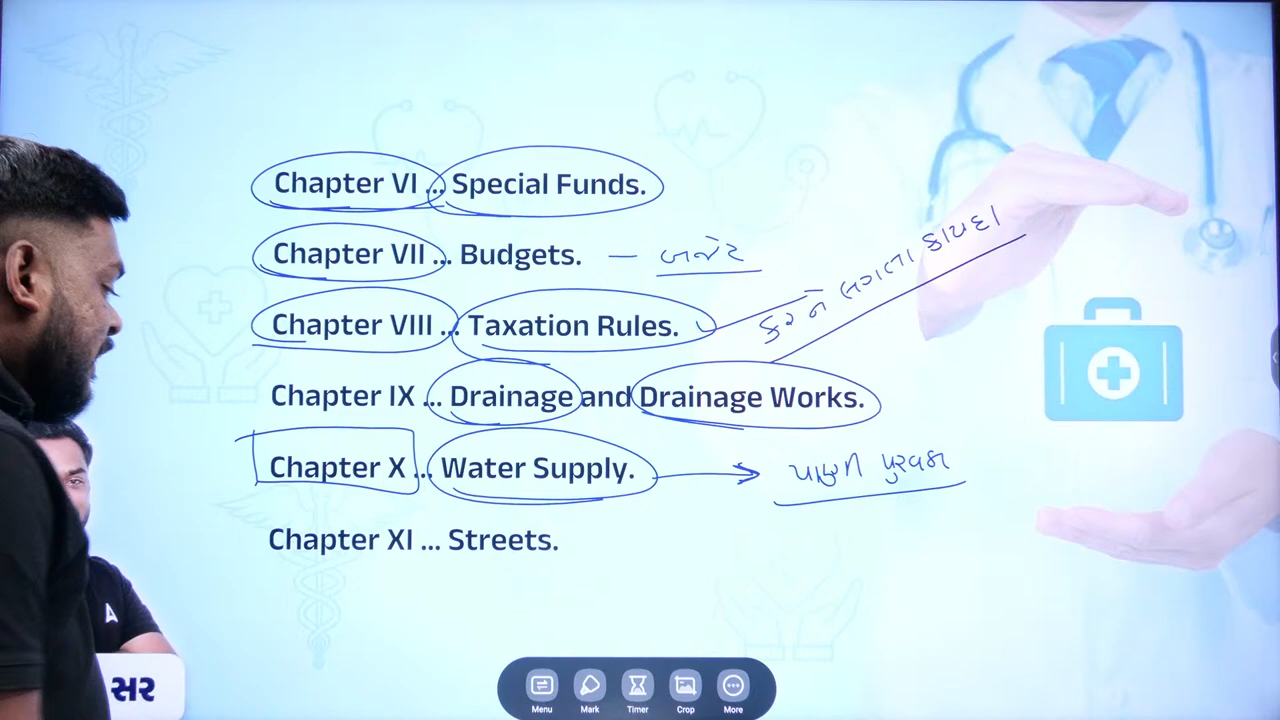 Chapter VI ... Special Funds.
Chapter VII ... Budgets. — બજેટ
Chapter VIII ... Taxation Rules.
કર ને લગતા કાયદા
Chapter IX ... Drainage and Drainage Works.
Chapter X ... Water Supply. → પુરવઠા
Chapter XI ... Streets.
A
સર
Menu Mark Timer Crop More